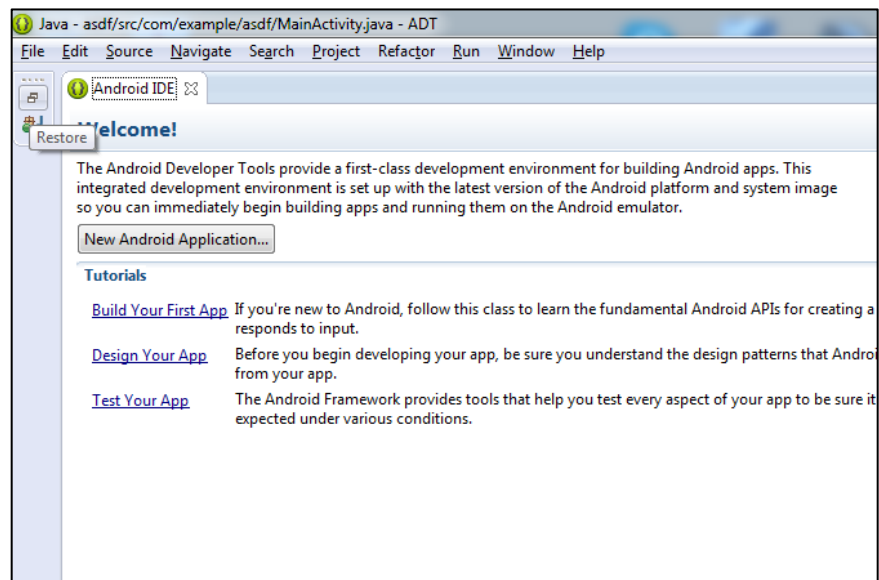 Java - asdf/src/com/example/asdf/MainActivity.java - ADT
File Edit Source Navigate Search Project Refactor Run Window Help
Android IDE
Restore
Welcome!
The Android Developer Tools provide a first-class development environment for building Android apps. This
integrated development environment is set up with the latest version of the Android platform and system image
so you can immediately begin building apps and running them on the Android emulator.
New Android Application...
Tutorials
Build Your First App If you're new to Android, follow this class to learn the fundamental Android APIs for creating a
responds to input.
Design Your App Before you begin developing your app, be sure you understand the design patterns that Androi
from your app.
Test Your App The Android Framework provides tools that help you test every aspect of your app to be sure it
expected under various conditions.